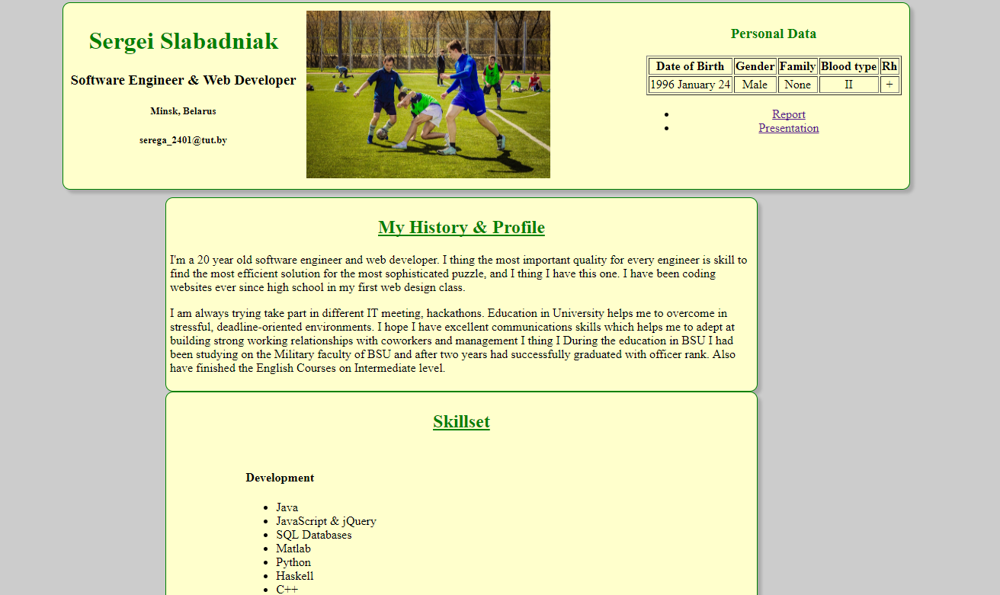 Sergei Slabadniak
Software Engineer & Web Developer
Minsk, Belarus
serega_2401@tut.by
Personal Data
Date of Birth Gender Family Blood type Rh
1996 January 24 Male None II +
Report
Presentation
My History & Profile
I'm a 20 year old software engineer and web developer. I thing the most important quality for every engineer is skill to
find the most efficient solution for the most sophisticated puzzle, and I thing I have this one. I have been coding
websites ever since high school in my first web design class.
I am always trying take part in different IT meeting, hackathons. Education in University helps me to overcome in
stressful, deadline-oriented environments. I hope I have excellent communications skills which helps me to adept at
building strong working relationships with coworkers and management I thing I During the education in BSU I had
been studying on the Military faculty of BSU and after two years had successfully graduated with officer rank. Also
have finished the English Courses on Intermediate level.
Skillset
Development
Java
JavaScript & jQuery
SQL Databases
Matlab
Python
Haskell
C++